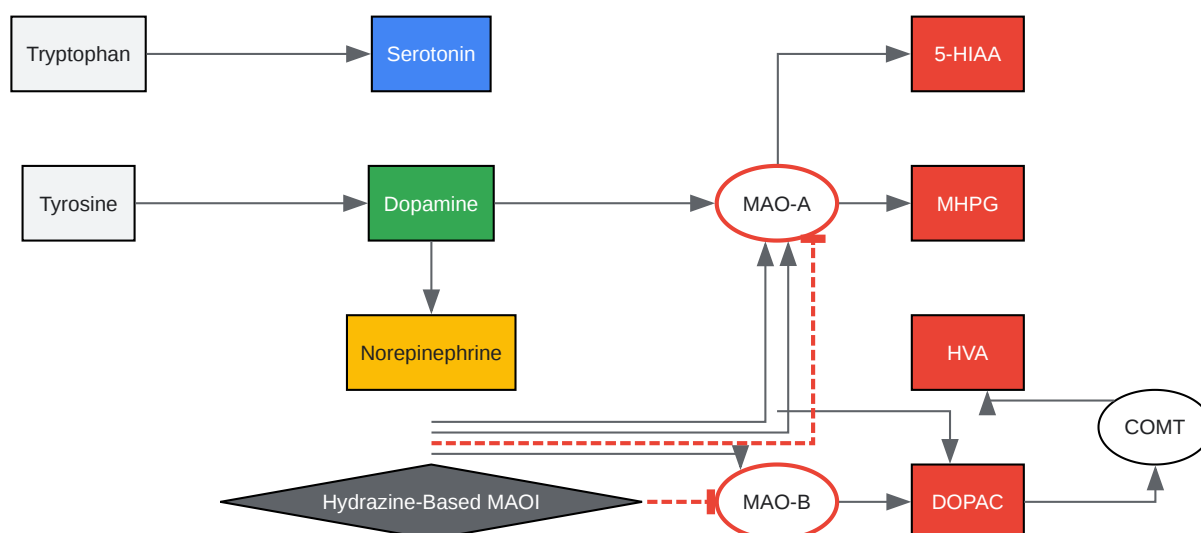 Tryptophan
Serotonin
5-HIAA
Tyrosine
Dopamine
MAO-A
MHPG
Norepinephrine
HVA
COMT
Hydrazine-Based MAOI
MAO-B
DOPAC